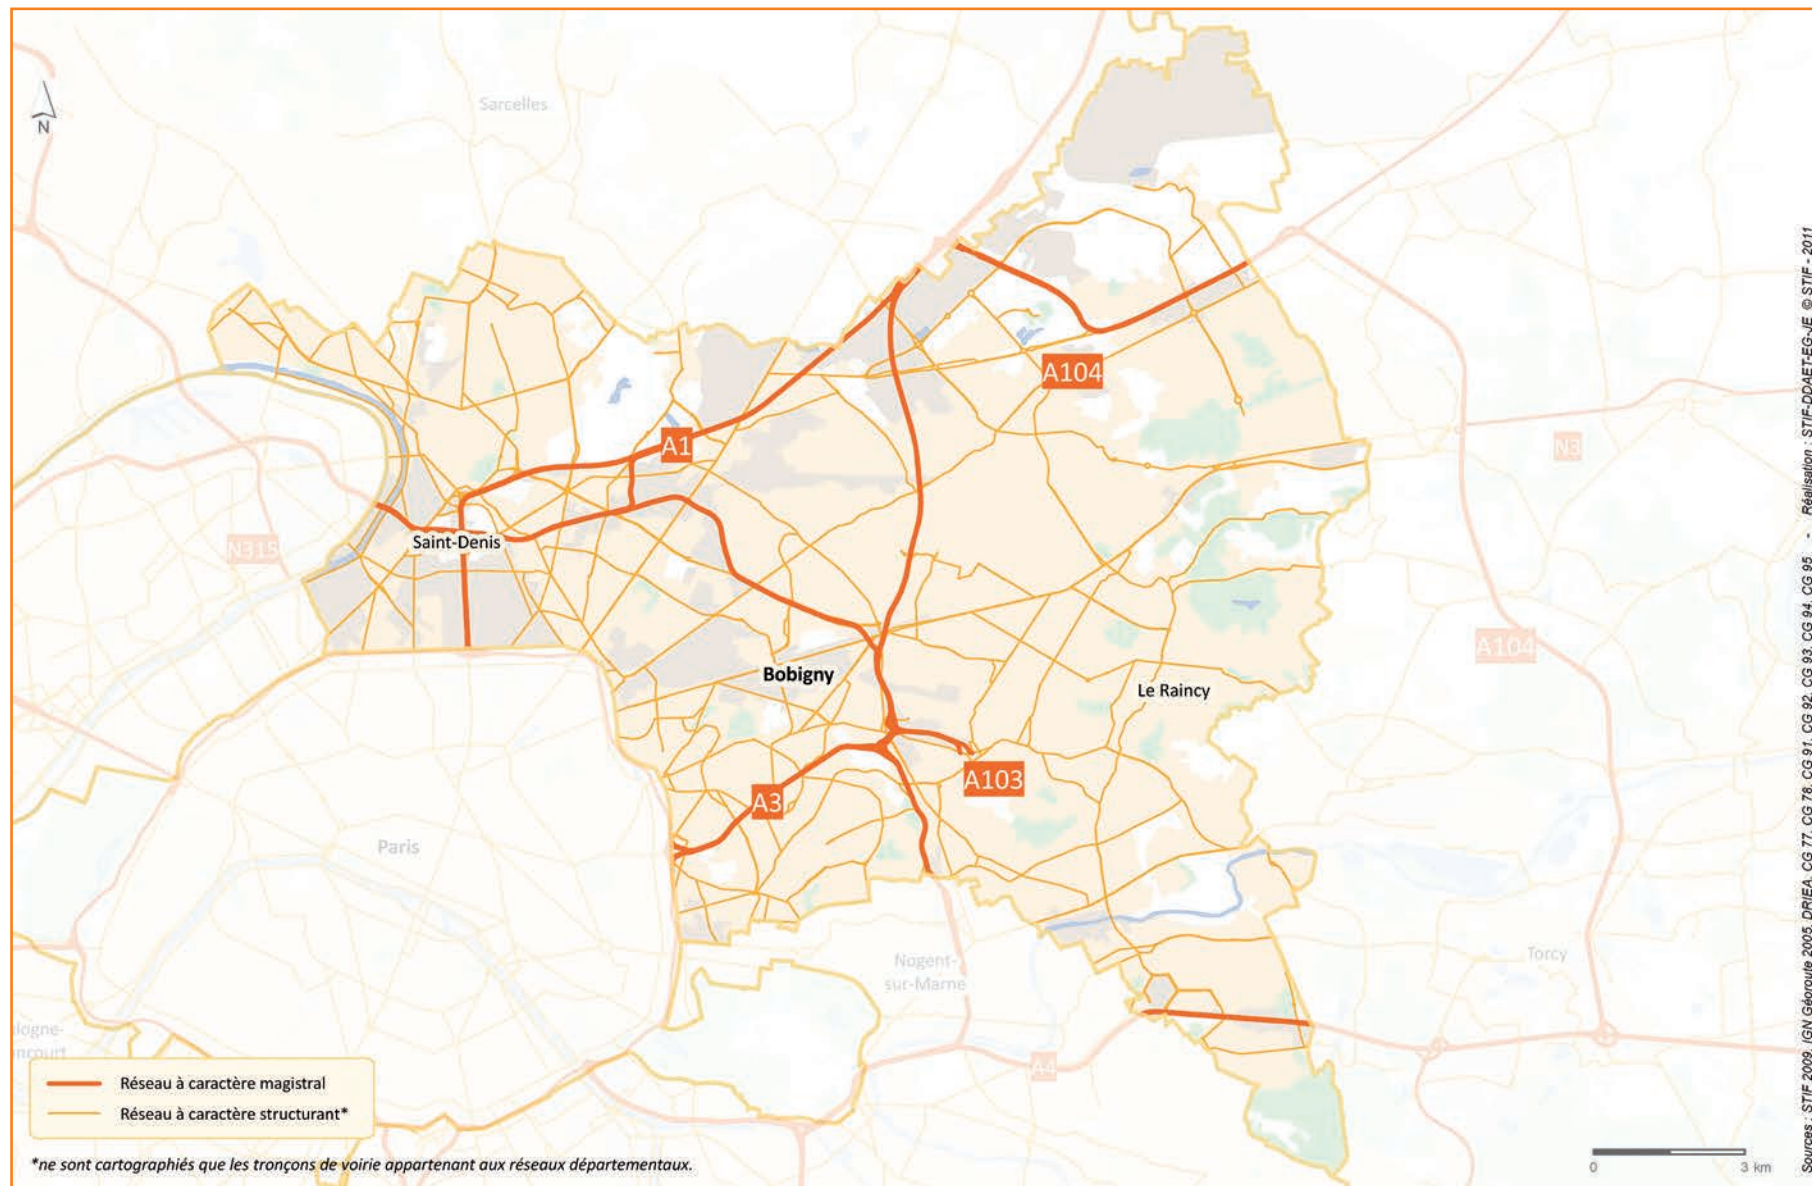 N
Sarcelles
A104
A1
N3
N315
Saint-Denis
A104
Bobigny
Le Raincy
A103
A3
Paris
Nogent-
sur-Marne
Torcy
A4
Réseau à caractère magistral
Réseau à caractère structurant*
*ne sont cartographiés que les tronçons de voirie appartenant aux réseaux départementaux.
0 3 km
Sources : STIF 2009, IGN Géoroute 2005, DRIEA, CG 77, CG 78, CG 91, CG 92, CG 93, CG 94, CG 95 - Réalisation : STIF-DDAET-EG-JE © STIF - 2011